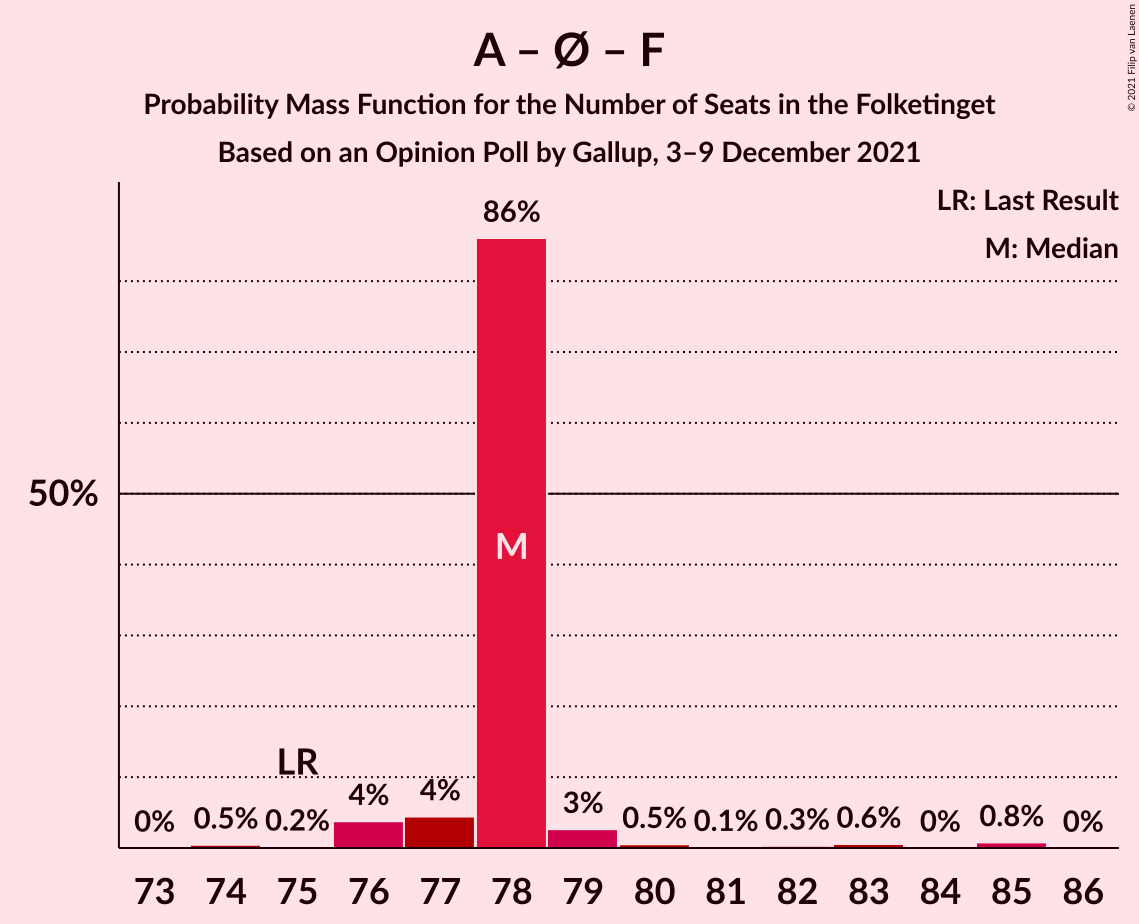 A – Ø – F
Probability Mass Function for the Number of Seats in the Folketinget
Based on an Opinion Poll by Gallup, 3–9 December 2021
© 2021 Filip van Laenen
LR: Last Result
M: Median
86%
50%
M
LR
0% 0.5% 0.2% 4% 4% 3% 0.5% 0.1% 0.3% 0.6% 0% 0.8% 0%
73 74 75 76 77 78 79 80 81 82 83 84 85 86